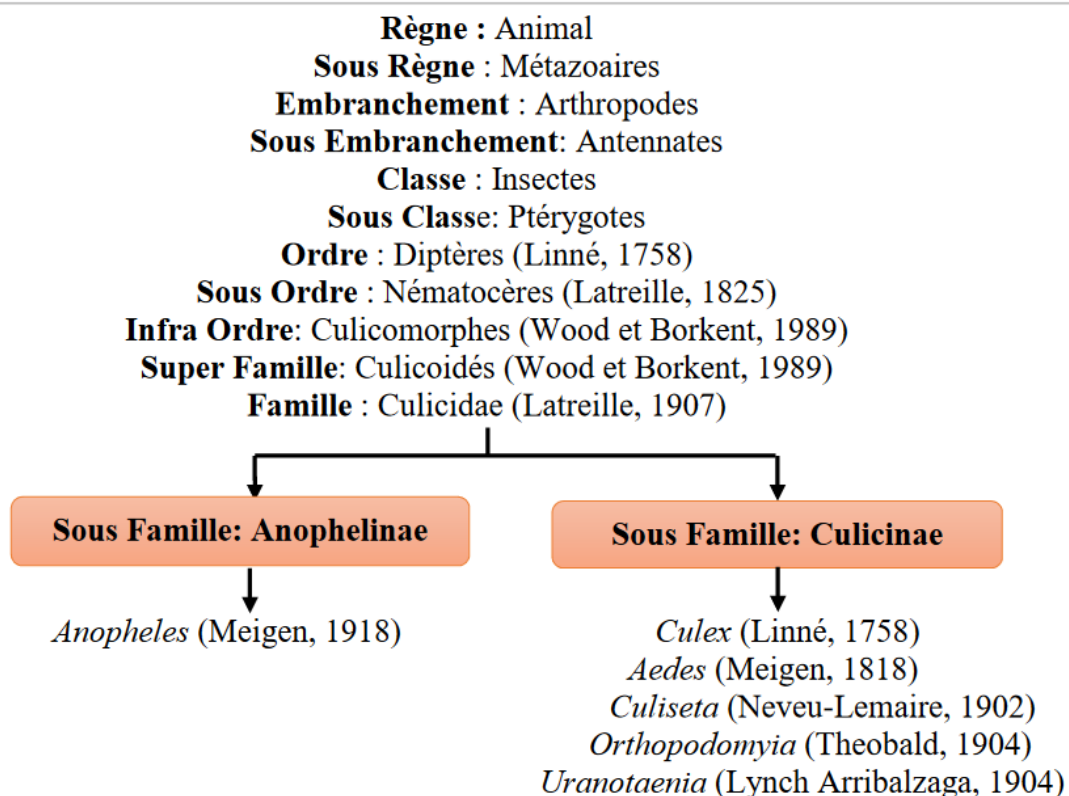 Règne : Animal
Sous Règne : Métazoaires
Embranchement : Arthropodes
Sous Embranchement: Antennates
Classe : Insectes
Sous Classe: Ptérygotes
Ordre : Diptères (Linné, 1758)
Sous Ordre : Nématocères (Latreille, 1825)
Infra Ordre: Culicomorphes (Wood et Borkent, 1989)
Super Famille: Culicoidés (Wood et Borkent, 1989)
Famille : Culicidae (Latreille, 1907)
Sous Famille: Anophelinae
Anopheles (Meigen, 1918)
Sous Famille: Culicinae
Culex (Linné, 1758)
Aedes (Meigen, 1818)
Culiseta (Neveu-Lemaire, 1902)
Orthopodomyia (Theobald, 1904)
Uranotaenia (Lynch Arribalzaga, 1904)